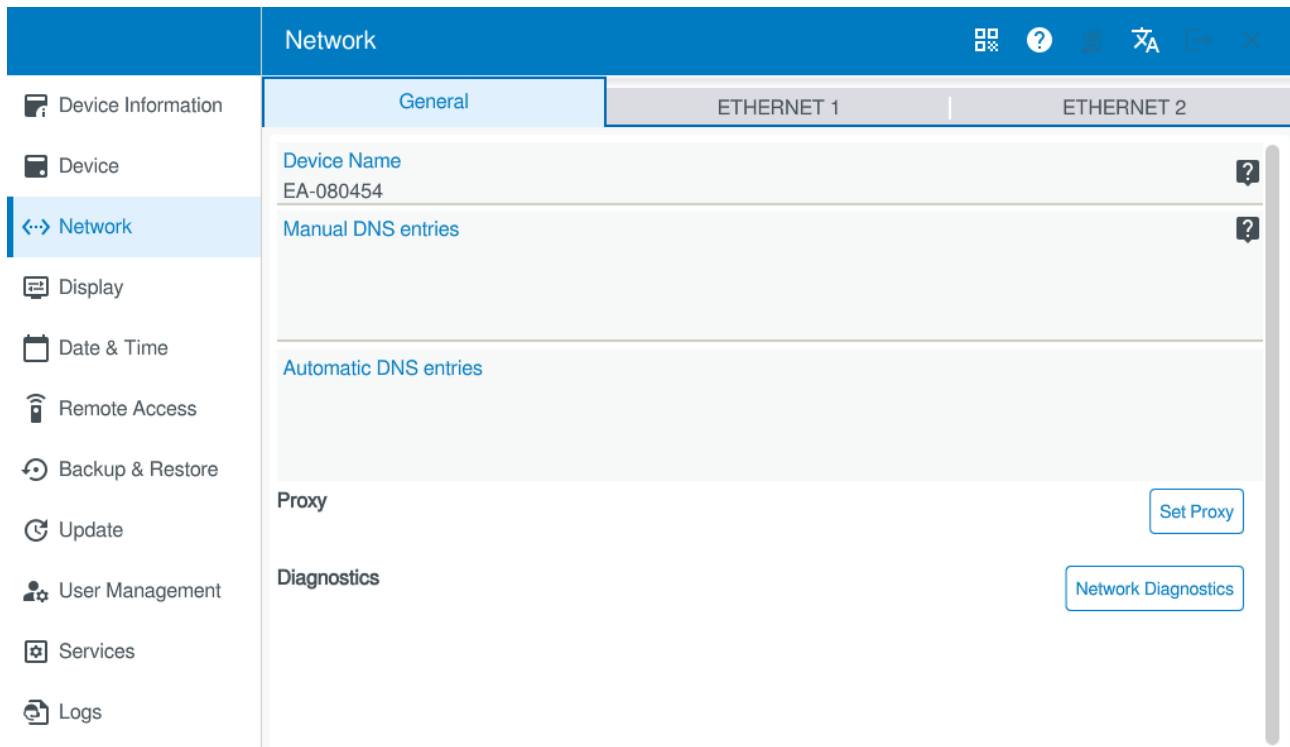 Network
Device Information
Device
Network
Display
Date & Time
Remote Access
Backup & Restore
Update
User Management
Services
Logs
General
ETHERNET 1
ETHERNET 2
Device Name
EA-080454
Manual DNS entries
Automatic DNS entries
Proxy
Set Proxy
Diagnostics
Network Diagnostics